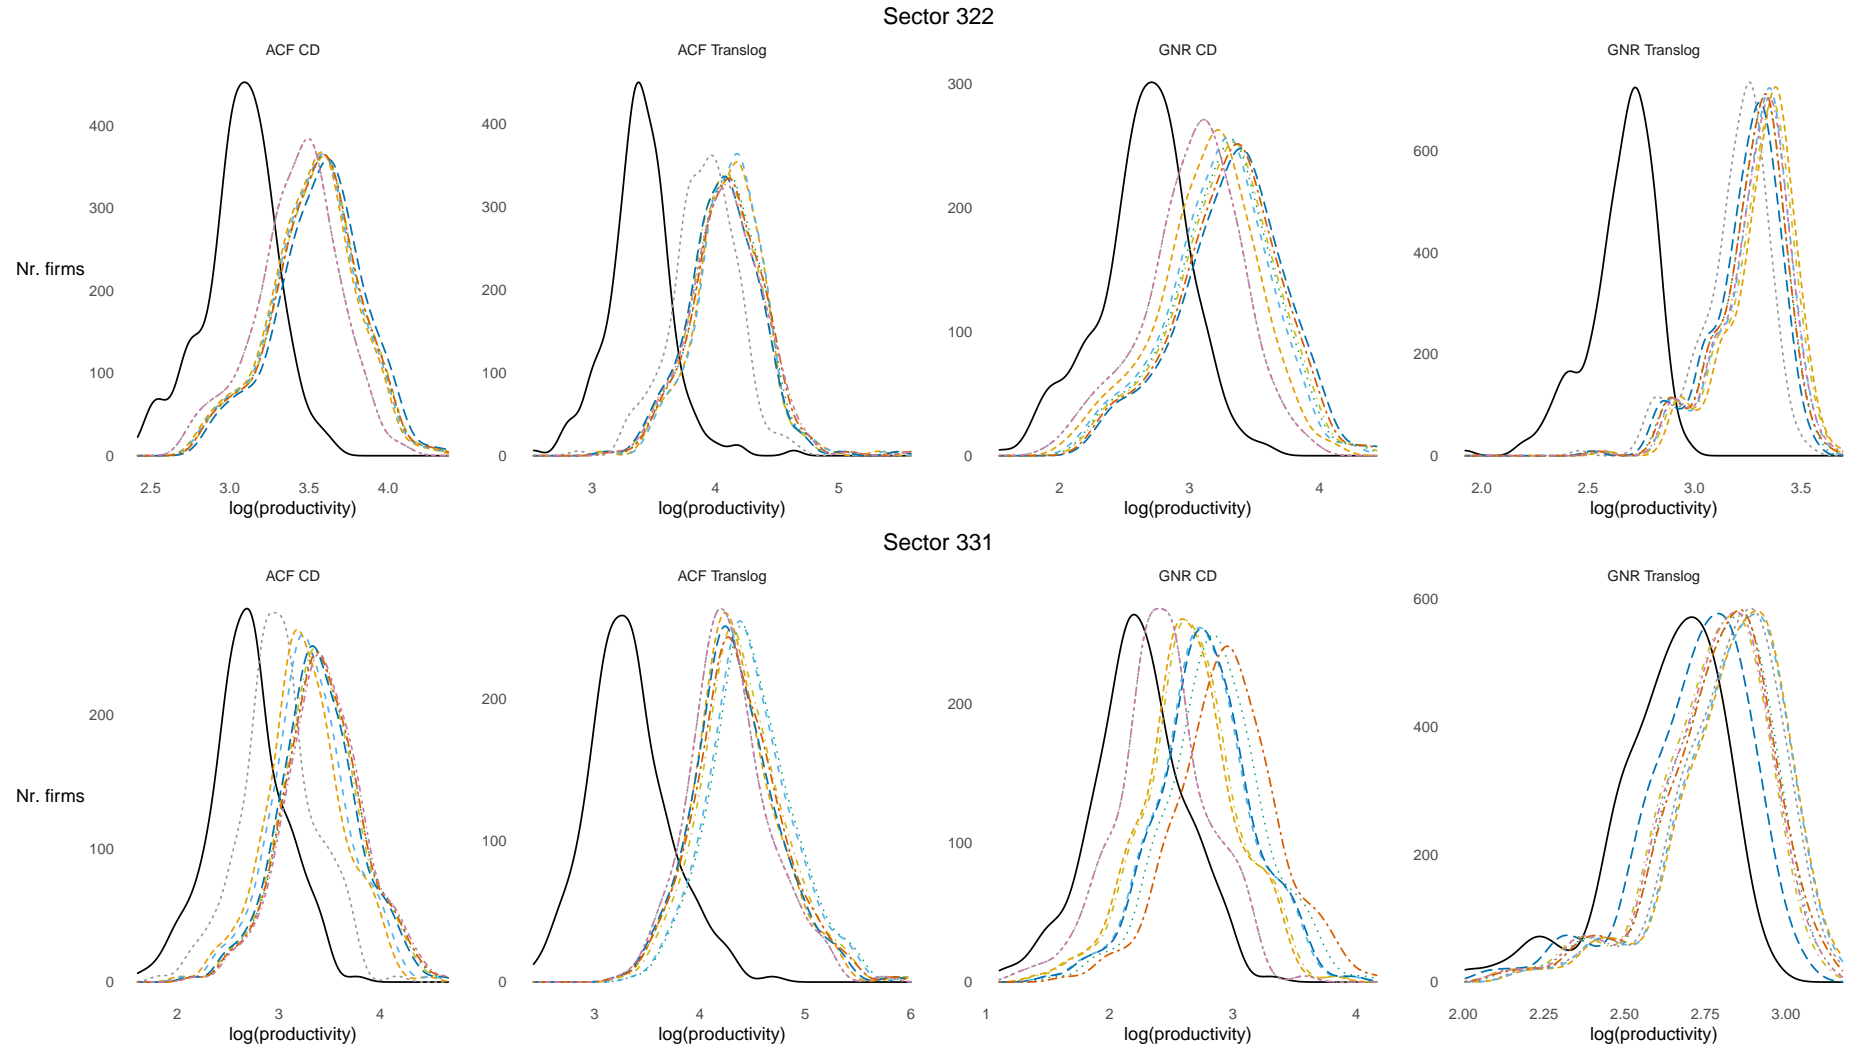 Sector 322
ACF CD
ACF Translog
GNR CD
GNR Translog
Nr. firms
400
300
200
100
0
2.5 3.0 3.5 4.0
log(productivity)
400
300
200
100
0
3 4 5
log(productivity)
300
200
100
0
2 3 4
log(productivity)
600
400
200
0
2.0 2.5 3.0 3.5
log(productivity)
Sector 331
ACF CD
ACF Translog
GNR CD
GNR Translog
Nr. firms
200
100
0
2 3 4
log(productivity)
200
100
0
3 4 5 6
log(productivity)
200
100
0
1 2 3 4
log(productivity)
600
400
200
0
2.00 2.25 2.50 2.75 3.00
log(productivity)